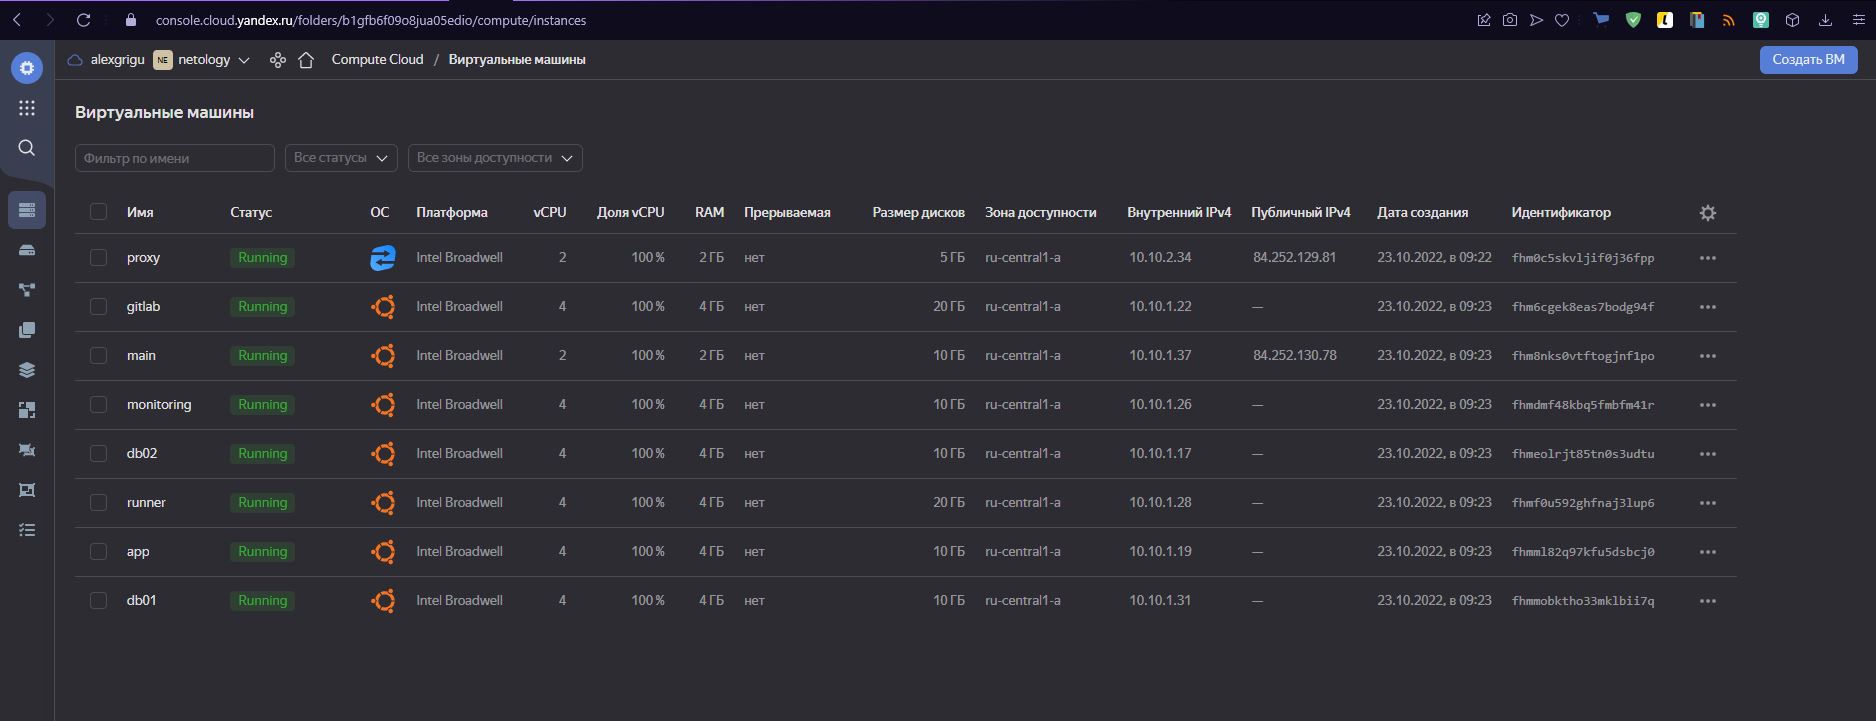 console.cloud.yandex.ru/folders/b1gfb6f09o8jua05edio/compute/instances
alexgrigu NE netology Compute Cloud / Виртуальные машины Создать ВМ
Виртуальные машины
Фильтр по имени Все статусы Все зоны доступности
Имя Статус ОС Платформа vCPU Доля vCPU RAM Прерываемая Размер дисков Зона доступности Внутренний IPv4 Публичный IPv4 Дата создания Идентификатор
proxy Running Intel Broadwell 2 100 % 2 ГБ нет 5 ГБ ru-central1-a 10.10.2.34 84.252.129.81 23.10.2022, в 09:22 fhm0c5skvljif0j36fpp
gitlab Running Intel Broadwell 4 100 % 4 ГБ нет 20 ГБ ru-central1-a 10.10.1.22 — 23.10.2022, в 09:23 fhm6cgek8eas7bodg94f
main Running Intel Broadwell 2 100 % 2 ГБ нет 10 ГБ ru-central1-a 10.10.1.37 84.252.130.78 23.10.2022, в 09:23 fhm8nks0vtftogjnf1po
monitoring Running Intel Broadwell 4 100 % 4 ГБ нет 10 ГБ ru-central1-a 10.10.1.26 — 23.10.2022, в 09:23 fhmdmf48kbq5fmbfm41r
db02 Running Intel Broadwell 4 100 % 4 ГБ нет 10 ГБ ru-central1-a 10.10.1.17 — 23.10.2022, в 09:23 fhmeolrjt85tn0s3udtu
runner Running Intel Broadwell 4 100 % 4 ГБ нет 20 ГБ ru-central1-a 10.10.1.28 — 23.10.2022, в 09:23 fhmf0u592ghfnaj3lup6
app Running Intel Broadwell 4 100 % 4 ГБ нет 10 ГБ ru-central1-a 10.10.1.19 — 23.10.2022, в 09:23 fhmml82q97kfu5dsbcj0
db01 Running Intel Broadwell 4 100 % 4 ГБ нет 10 ГБ ru-central1-a 10.10.1.31 — 23.10.2022, в 09:23 fhmmobktho33mklbii7q